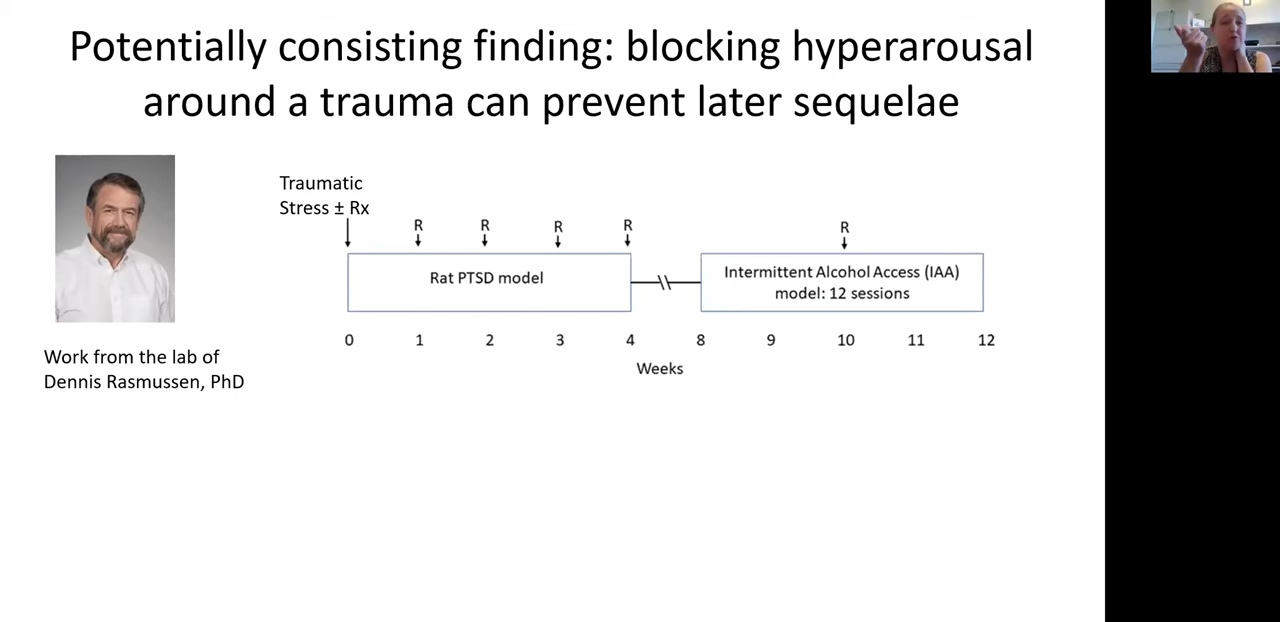 Potentially consisting finding: blocking hyperarousal
around a trauma can prevent later sequelae
Traumatic
Stress ± Rx
R R R R R
Rat PTSD model
Intermittent Alcohol Access (IAA)
model: 12 sessions
0 1 2 3 4 8 9 10 11 12
Weeks
Work from the lab of
Dennis Rasmussen, PhD